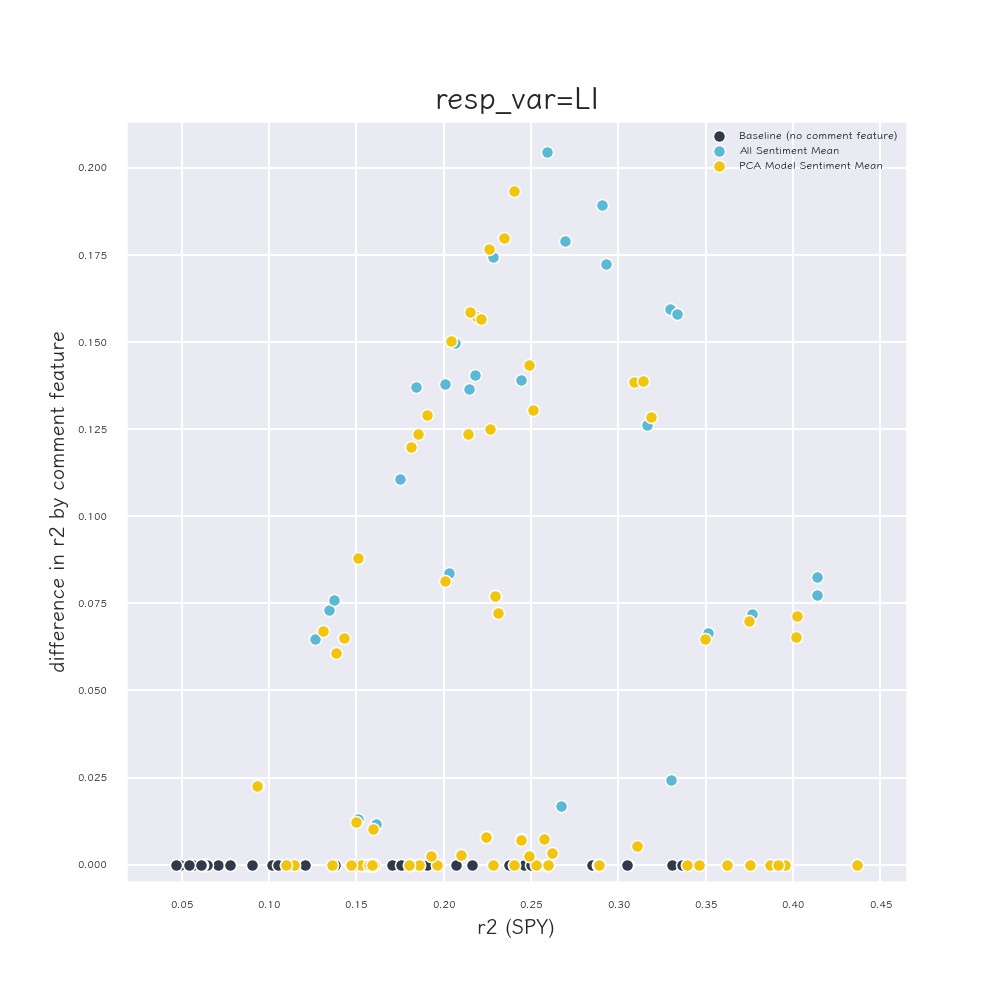 resp_var=LI
Baseline (no comment feature)
All Sentiment Mean
PCA Model Sentiment Mean
0.200
0.175
0.150
0.125
0.100
0.075
0.050
0.025
0.000
difference in r2 by comment feature
0.05 0.10 0.15 0.20 0.25 0.30 0.35 0.40 0.45
r2 (SPY)